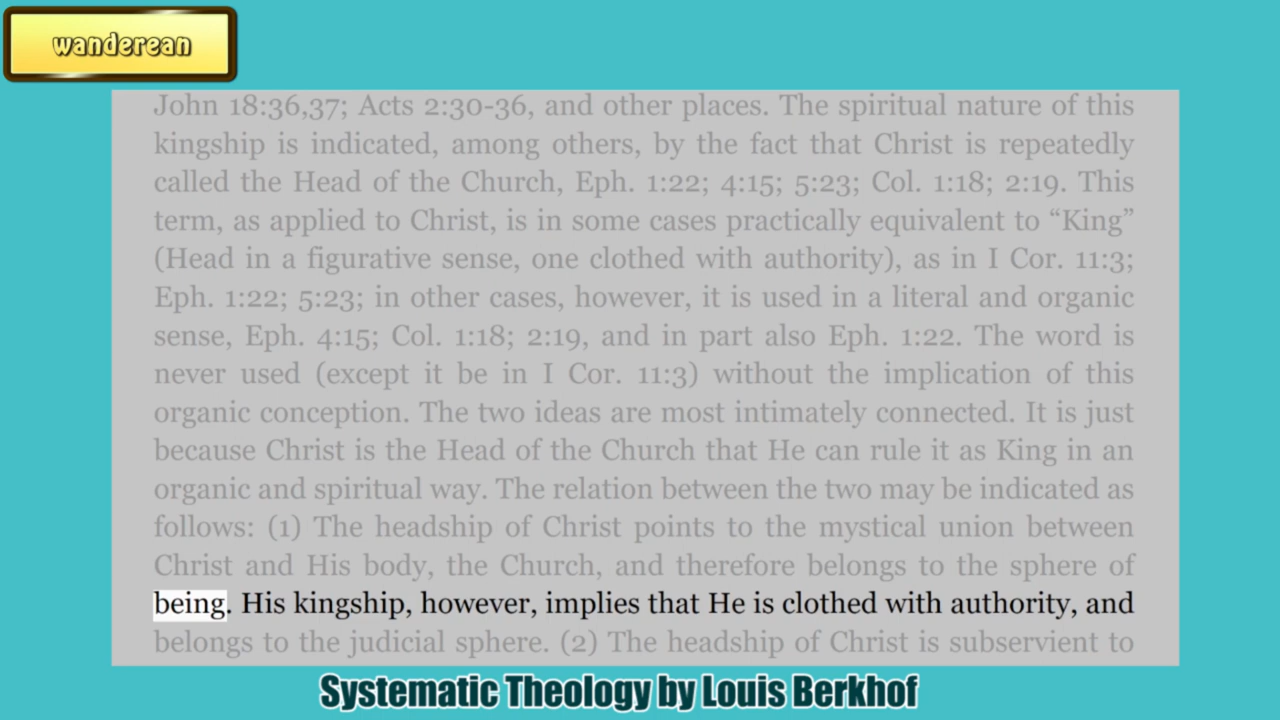 wanderean
John 18:36,37; Acts 2:30-36, and other places. The spiritual nature of this
kingship is indicated, among others, by the fact that Christ is repeatedly
called the Head of the Church, Eph. 1:22; 4:15; 5:23; Col. 1:18; 2:19. This
term, as applied to Christ, is in some cases practically equivalent to “King”
(Head in a figurative sense, one clothed with authority), as in I Cor. 11:3;
Eph. 1:22; 5:23; in other cases, however, it is used in a literal and organic
sense, Eph. 4:15; Col. 1:18; 2:19, and in part also Eph. 1:22. The word is
never used (except it be in I Cor. 11:3) without the implication of this
organic conception. The two ideas are most intimately connected. It is just
because Christ is the Head of the Church that He can rule it as King in an
organic and spiritual way. The relation between the two may be indicated as
follows: (1) The headship of Christ points to the mystical union between
Christ and His body, the Church, and therefore belongs to the sphere of
being. His kingship, however, implies that He is clothed with authority, and
belongs to the judicial sphere. (2) The headship of Christ is subservient to
Systematic Theology by Louis Berkhof